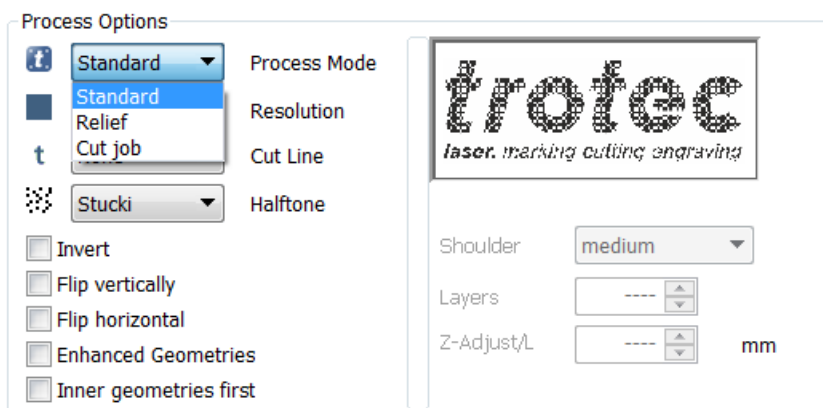 Process Options
t Standard Process Mode
Standard
Relief
Cut job
Resolution
t Cut Line
Stucki Halftone
Invert
Flip vertically
Flip horizontal
Enhanced Geometries
Inner geometries first
trotec
laser. marking cutting engraving
Shoulder medium
Layers ----
Z-Adjust/L ---- mm